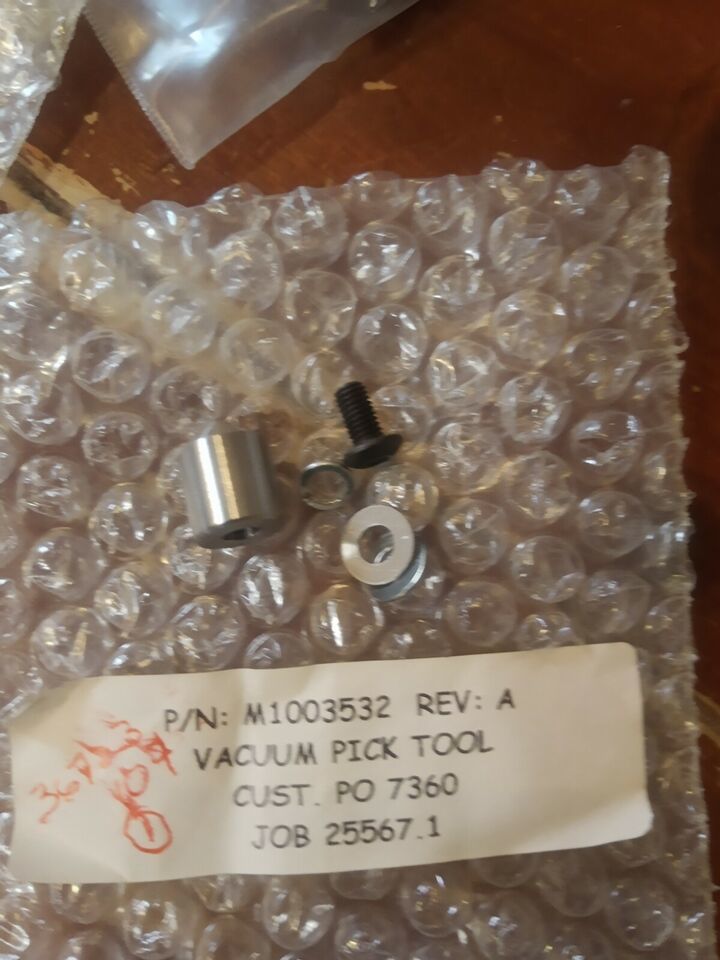 P/N: M1003532 REV: A
VACUUM PICK TOOL
CUST. PO 7360
JOB 25567.1